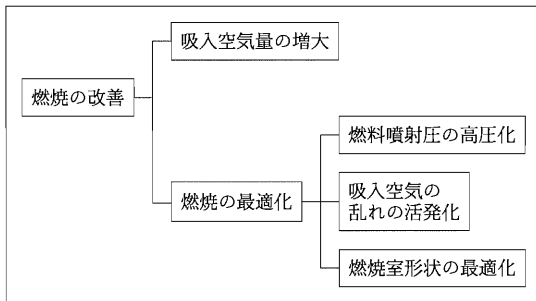 吸入空気量の増大
燃焼の改善
燃料噴射圧の高圧化
燃焼の最適化
吸入空気の
乱れの活発化
燃焼室形状の最適化